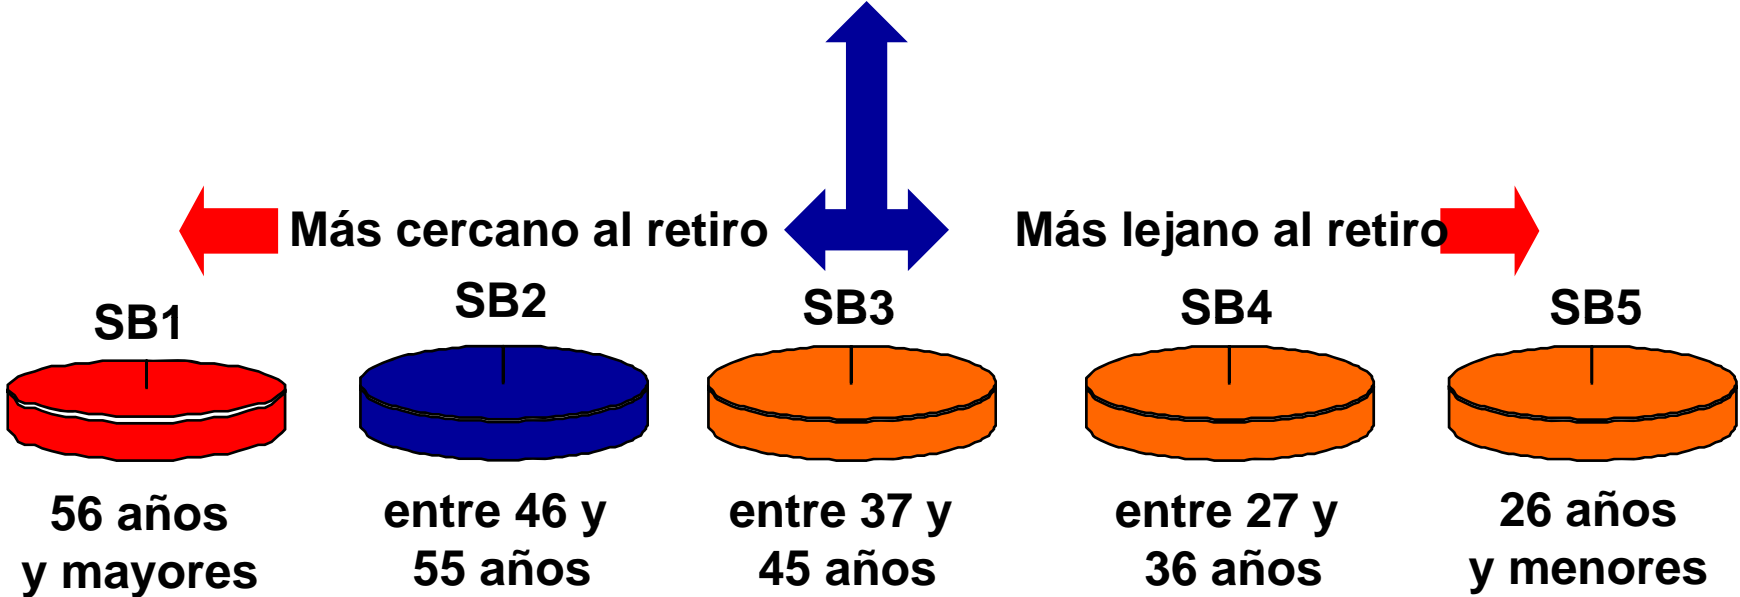 Más cercano al retiro
Más lejano al retiro
SB1
SB2
SB3
SB4
SB5
56 años
y mayores
entre 46 y
55 años
entre 37 y
45 años
entre 27 y
36 años
26 años
y menores